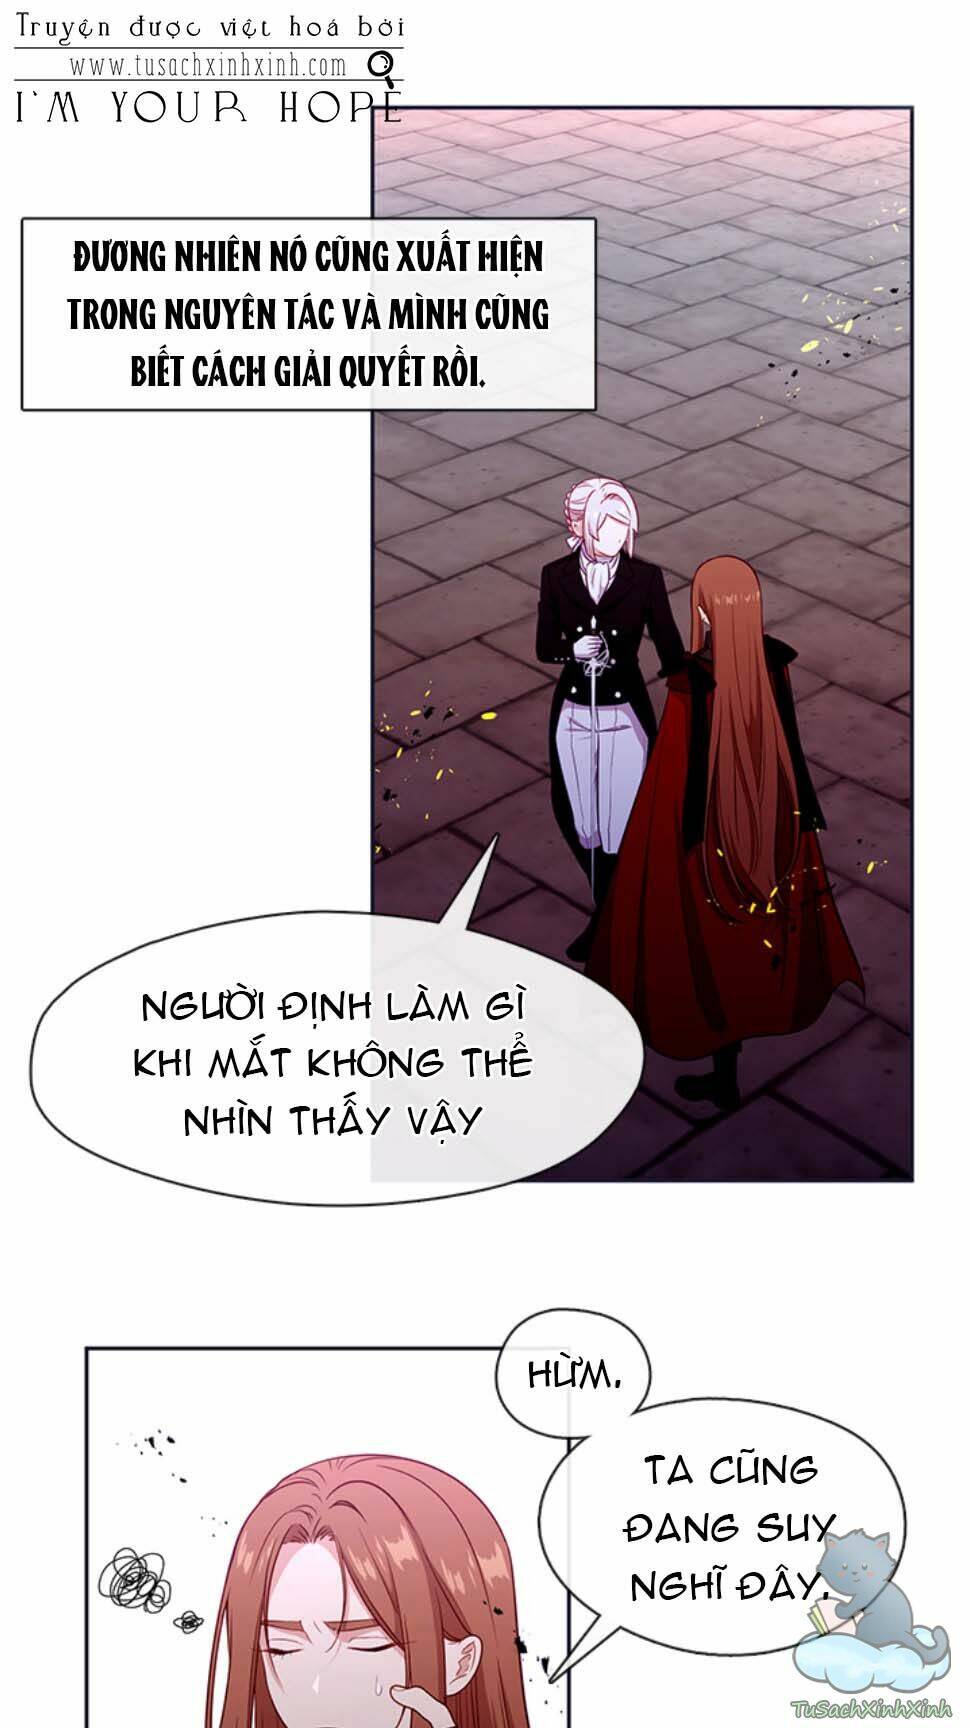 Truyện được việt hoá bởi
www.tusachxinhxinh.com
I'M YOUR HOPE
ĐƯƠNG NHIÊN NÓ CŨNG XUẤT HIỆN
TRONG NGUYÊN TÁC VÀ MÌNH CŨNG
BIẾT CÁCH GIẢI QUYẾT RỒI.
NGƯỜI ĐỊNH LÀM GÌ
KHI MẮT KHÔNG THỂ
NHÌN THẤY VẬY
HỪM.
TA CŨNG
ĐANG SUY
NGHĨ ĐÂY.
TuSachXinhXinh